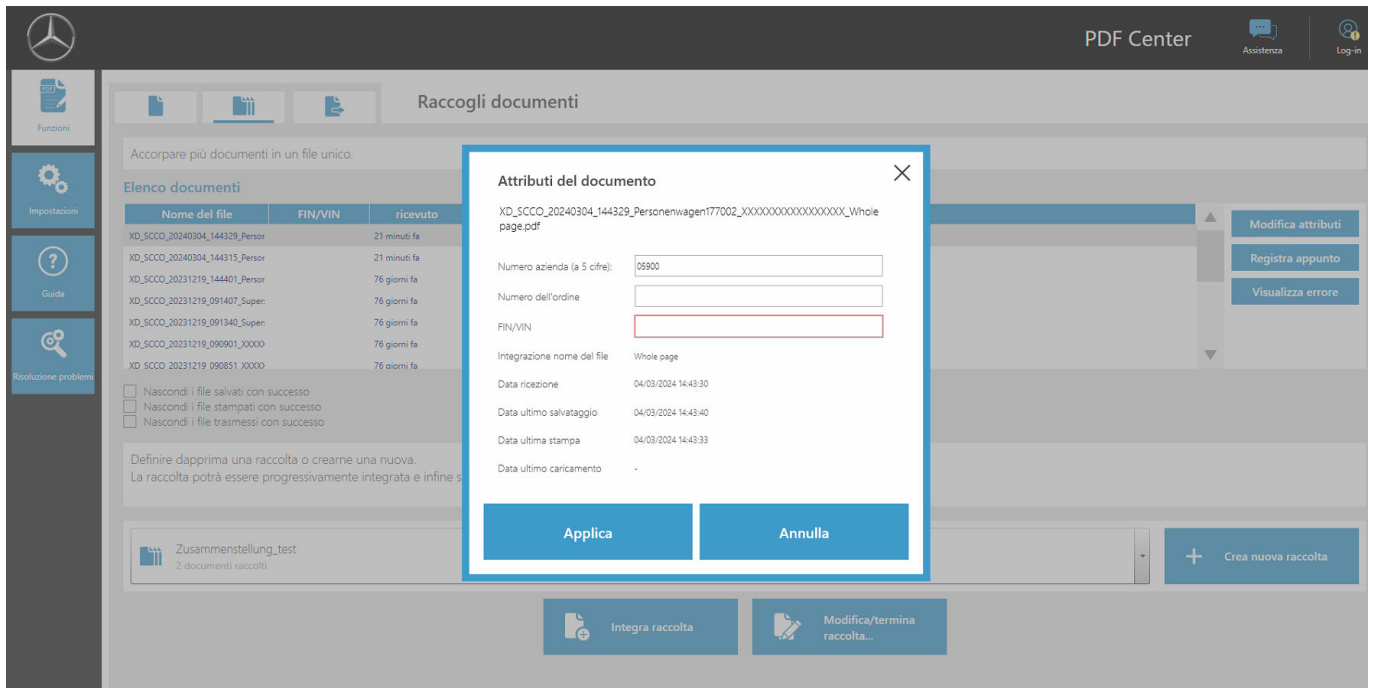 PDF Center
Assistenza
Log-in
Funzioni
Impostazioni
Guida
Risoluzione problemi
Raccogli documenti
Accorpare più documenti in un file unico.
Elenco documenti
Nome del file FIN/VIN ricevuto
XD_SCCO_20240304_144329_Persor 21 minuti fa
XD_SCCO_20240304_144315_Persor 21 minuti fa
XD_SCCO_20231219_144401_Persor 76 giorni fa
XD_SCCO_20231219_091407_Super 76 giorni fa
XD_SCCO_20231219_091340_Super 76 giorni fa
XD_SCCO_20231219_090901_XXXXX 76 giorni fa
XD_SCCO_20231219_090851_XXXXX 76 giorni fa
Modifica attributi
Registra appunto
Visualizza errore
Nascondi i file salvati con successo
Nascondi i file stampati con successo
Nascondi i file trasmessi con successo
Definire dapprima una raccolta o crearne una nuova.
La raccolta potrà essere progressivamente integrata e infine s
Attributi del documento
XD_SCCO_20240304_144329_Personenwagen177002_XXXXXXXXXXXXXXXXX_Whole
page.pdf
Numero azienda (a 5 cifre): 05900
Numero dell'ordine
FIN/VIN
Integrazione nome del file Whole page
Data ricezione 04/03/2024 14:43:30
Data ultimo salvataggio 04/03/2024 14:43:40
Data ultima stampa 04/03/2024 14:43:33
Data ultimo caricamento -
Applica
Annulla
Zusammenstellung_test
2 documenti raccolti
Crea nuova raccolta
Integra raccolta
Modifica/termina
raccolta...